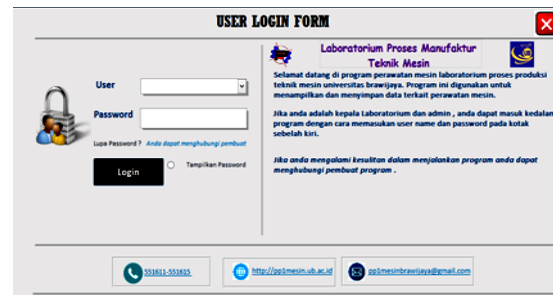 USER LOGIN FORM
Laboratorium Proses Manufaktur
Teknik Mesin
Selamat datang di program perawatan mesin laboratorium proses produksi
teknik mesin universitas brawijaya. Program ini digunakan untuk
menampilkan dan menyimpan data terkait perawatan mesin.
Jika anda adalah kepala Laboratorium dan admin , anda dapat masuk kedalam
program dengan cara memasukan user name dan password pada kotak
sebelah kiri.
Jika anda mengalami kesulitan dalam menjalankan program anda dapat
menghubungi pembuat program .
User
Password
Lupa Password ? Anda dapat menghubungi pembuat
Login
Tampilkan Password
551611-551615
http://pp1mesin.ub.ac.id
pp1mesinbrawijaya@gmail.com